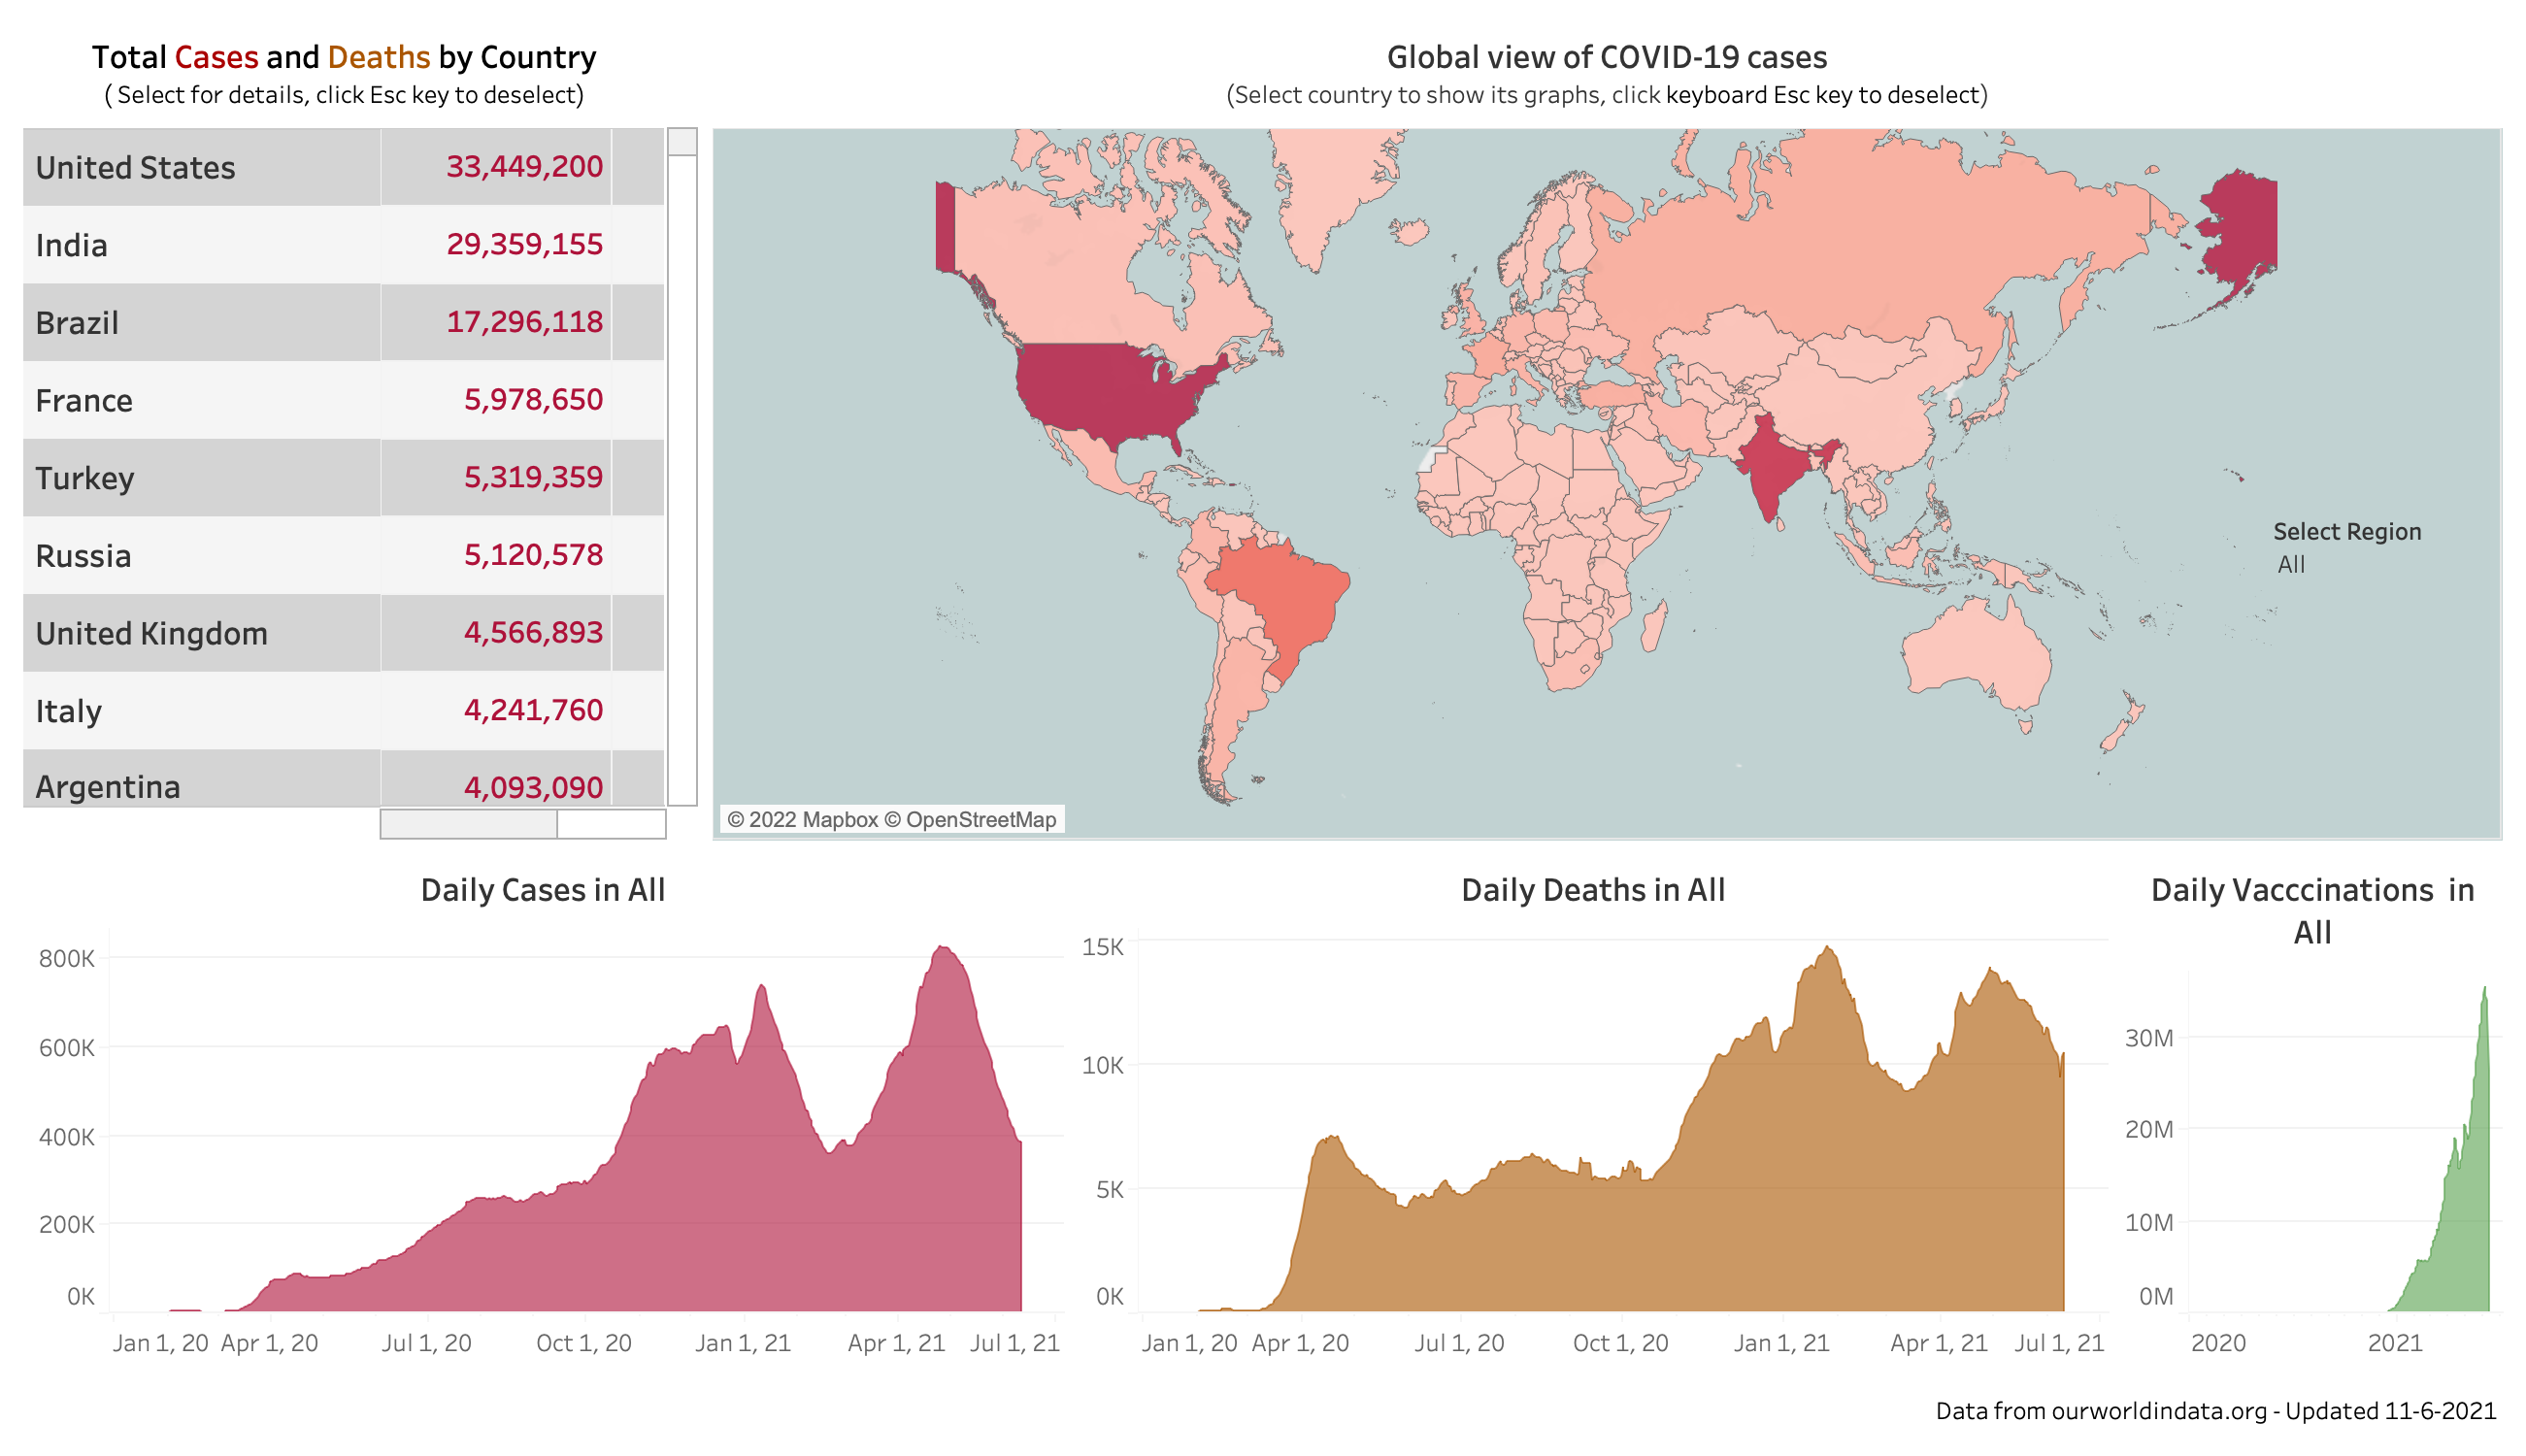 Total Cases and Deaths by Country
( Select for details, click Esc key to deselect)
United States 33,449,200
India 29,359,155
Brazil 17,296,118
France 5,978,650
Turkey 5,319,359
Russia 5,120,578
United Kingdom 4,566,893
Italy 4,241,760
Argentina 4,093,090
Global view of COVID-19 cases
(Select country to show its graphs, click keyboard Esc key to deselect)
Select Region
All
© 2022 Mapbox © OpenStreetMap
Daily Cases in All
800K
600K
400K
200K
0K
Jan 1, 20 Apr 1, 20 Jul 1, 20 Oct 1, 20 Jan 1, 21 Apr 1, 21 Jul 1, 21
Daily Deaths in All
15K
10K
5K
0K
Jan 1, 20 Apr 1, 20 Jul 1, 20 Oct 1, 20 Jan 1, 21 Apr 1, 21 Jul 1, 21
Daily Vacccinations in
All
30M
20M
10M
0M
2020 2021
Data from ourworldindata.org - Updated 11-6-2021